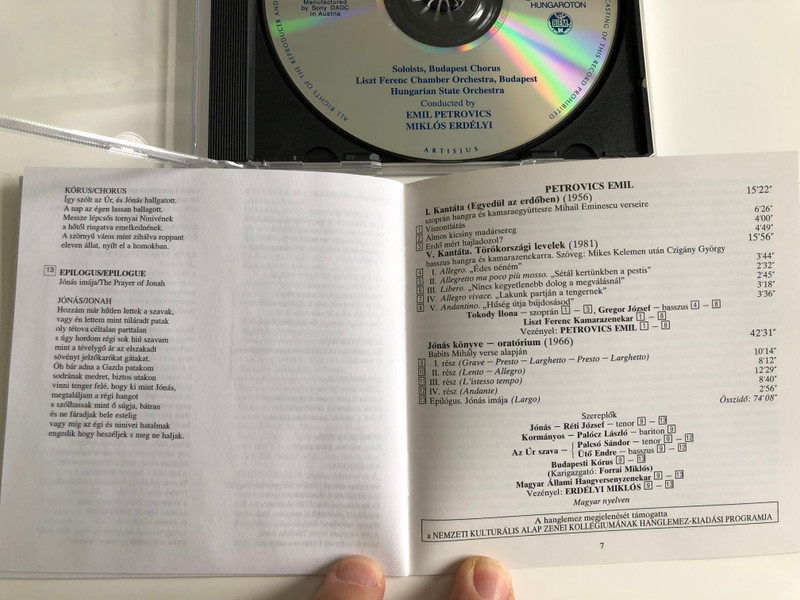 Manufactured
by Sony DADC
in Austria
HUNGAROTON
ALL RIGHTS OF THE PRODUCER AND
CASTING OF THIS RECORD PROHIBITED
Soloists, Budapest Chorus
Liszt Ferenc Chamber Orchestra, Budapest
Hungarian State Orchestra
Conducted by
EMIL PETROVICS
MIKLÓS ERDÉLYI
ARTISJUS
KÓRUS/CHORUS
Így szólt az Úr, és Jónás hallgatott.
A nap az égen lassan ballagott.
Messze lépcsős tornyai Ninivének
a hőtől ringatva emelkednének.
A szörnyű város mint zihálva roppant
eleven állat, nyílt el a homokban.
13 EPILOGUS/EPILOGUE
Jónás imája/The Prayer of Jonah
JÓNÁS/JONAH
Hozzám már hűtlen lettek a szavak,
vagy én lettem mint túláradt patak
oly tétova céltalan parttalan
s úgy hordom régi sok hiú szavam
mint a tévelygő ár az elszakadt
sövényt jelzőkarókat gátakat.
Óh bár adna a Gazda patakom
sodrának medret, biztos utakon
vinni tenger felé, hogy ki mint Jónás,
megtaláljam a régi hangot
s szólhassak mint ő súgja, bátran
és ne fáradjak bele estelig
vagy míg az égi és ninivei hatalmak
engedik hogy beszéljek s meg ne haljak.
PETROVICS EMIL
I. Kantáta (Egyedül az erdőben) (1956) 15'22"
szoprán hangra és kamaraegyüttesre Mihail Eminescu verseire
1 Viszontlátás 6'26"
2 Álmos kicsiny madársereg 4'00"
3 Erdő mért hajladozol? 4'49"
V. Kantáta. Törökországi levelek (1981) 15'56"
basszus hangra és kamarazenekarra. Szöveg: Mikes Kelemen után Czigány György
4 I. Allegro. „Édes néném” 3'44"
5 II. Allegretto ma poco più mosso. „Sétál kertünkben a pestis” 2'32"
6 III. Libero. „Nincs kegyetlenebb dolog a megválásnál” 2'45"
7 IV. Allegro vivace. „Lakunk partján a tengernek” 3'18"
8 V. Andantino. „Hűség útja bújdosásod” 3'36"
Tokody Ilona – szoprán 1 – 3, Gregor József – basszus 4 – 8
Liszt Ferenc Kamarazenekar 1 – 8
Vezényel: PETROVICS EMIL 1 – 8
Jónás könyve – oratórium (1966) 42'31"
Babits Mihály verse alapján
9 I. rész (Grave – Presto – Larghetto – Presto – Larghetto) 10'14"
10 II. rész (Lento – Allegro) 8'12"
11 III. rész (L'istesso tempo) 12'29"
12 IV. rész (Andante) 8'40"
13 Epilógus. Jónás imája (Largo) 2'56"
Összidő: 74'08"
Szereplők
Jónás – Réti József – tenor 9 – 13
Kormányos – Palócz László – bariton 9
Az Úr szava – { Palcsó Sándor – tenor 9 – 12
Ütő Endre – basszus 9 – 12
Budapesti Kórus 9 – 13
(Karigazgató: Forrai Miklós)
Magyar Állami Hangversenyzenekar 9 – 13
Vezényel: ERDÉLYI MIKLÓS 9 – 13
Magyar nyelven
A hanglemez megjelenését támogatta
a NEMZETI KULTURÁLIS ALAP ZENEI KOLLÉGIUMÁNAK HANGLEMEZ-KIADÁSI PROGRAMJA
7